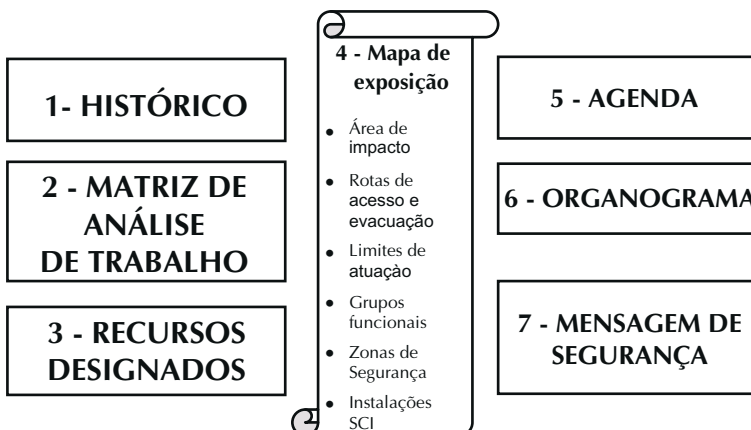 1- HISTÓRICO
2 - MATRIZ DE
ANÁLISE
DE TRABALHO
3 - RECURSOS
DESIGNADOS
4 - Mapa de
exposição
• Área de
impacto
• Rotas de
acesso e
evacuação
• Limites de
atuaçào
• Grupos
funcionais
• Zonas de
Segurança
• Instalações
SCI
5 - AGENDA
6 - ORGANOGRAMA
7 - MENSAGEM DE
SEGURANÇA